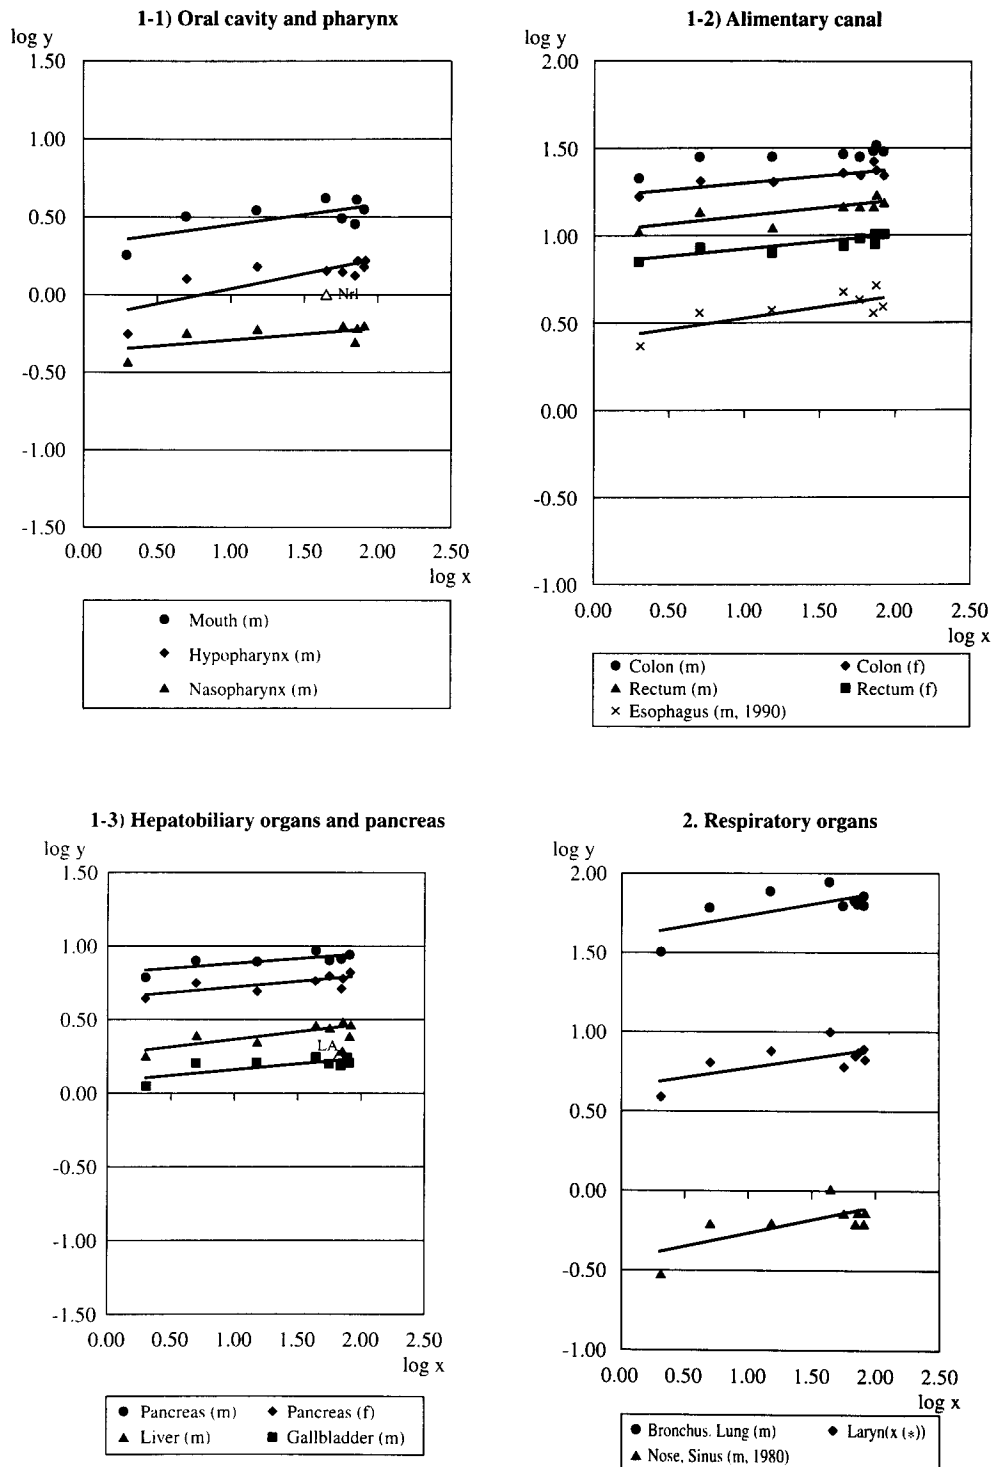 1-1) Oral cavity and pharynx
log y
1.50
1.00
0.50
0.00
-0.50
-1.00
-1.50
Nrl
0.00 0.50 1.00 1.50 2.00 2.50
log x
Mouth (m)
Hypopharynx (m)
Nasopharynx (m)
1-2) Alimentary canal
log y
2.00
1.50
1.00
0.50
0.00
-0.50
-1.00
0.00 0.50 1.00 1.50 2.00 2.50
log x
Colon (m) Colon (f)
Rectum (m) Rectum (f)
Esophagus (m, 1990)
1-3) Hepatobiliary organs and pancreas
log y
1.50
1.00
0.50
0.00
-0.50
-1.00
-1.50
LA
0.00 0.50 1.00 1.50 2.00 2.50
log x
Pancreas (m) Pancreas (f)
Liver (m) Gallbladder (m)
2. Respiratory organs
log y
2.00
1.50
1.00
0.50
0.00
-0.50
-1.00
0.00 0.50 1.00 1.50 2.00 2.50
log x
Bronchus. Lung (m) Laryn(x (*))
Nose, Sinus (m, 1980)